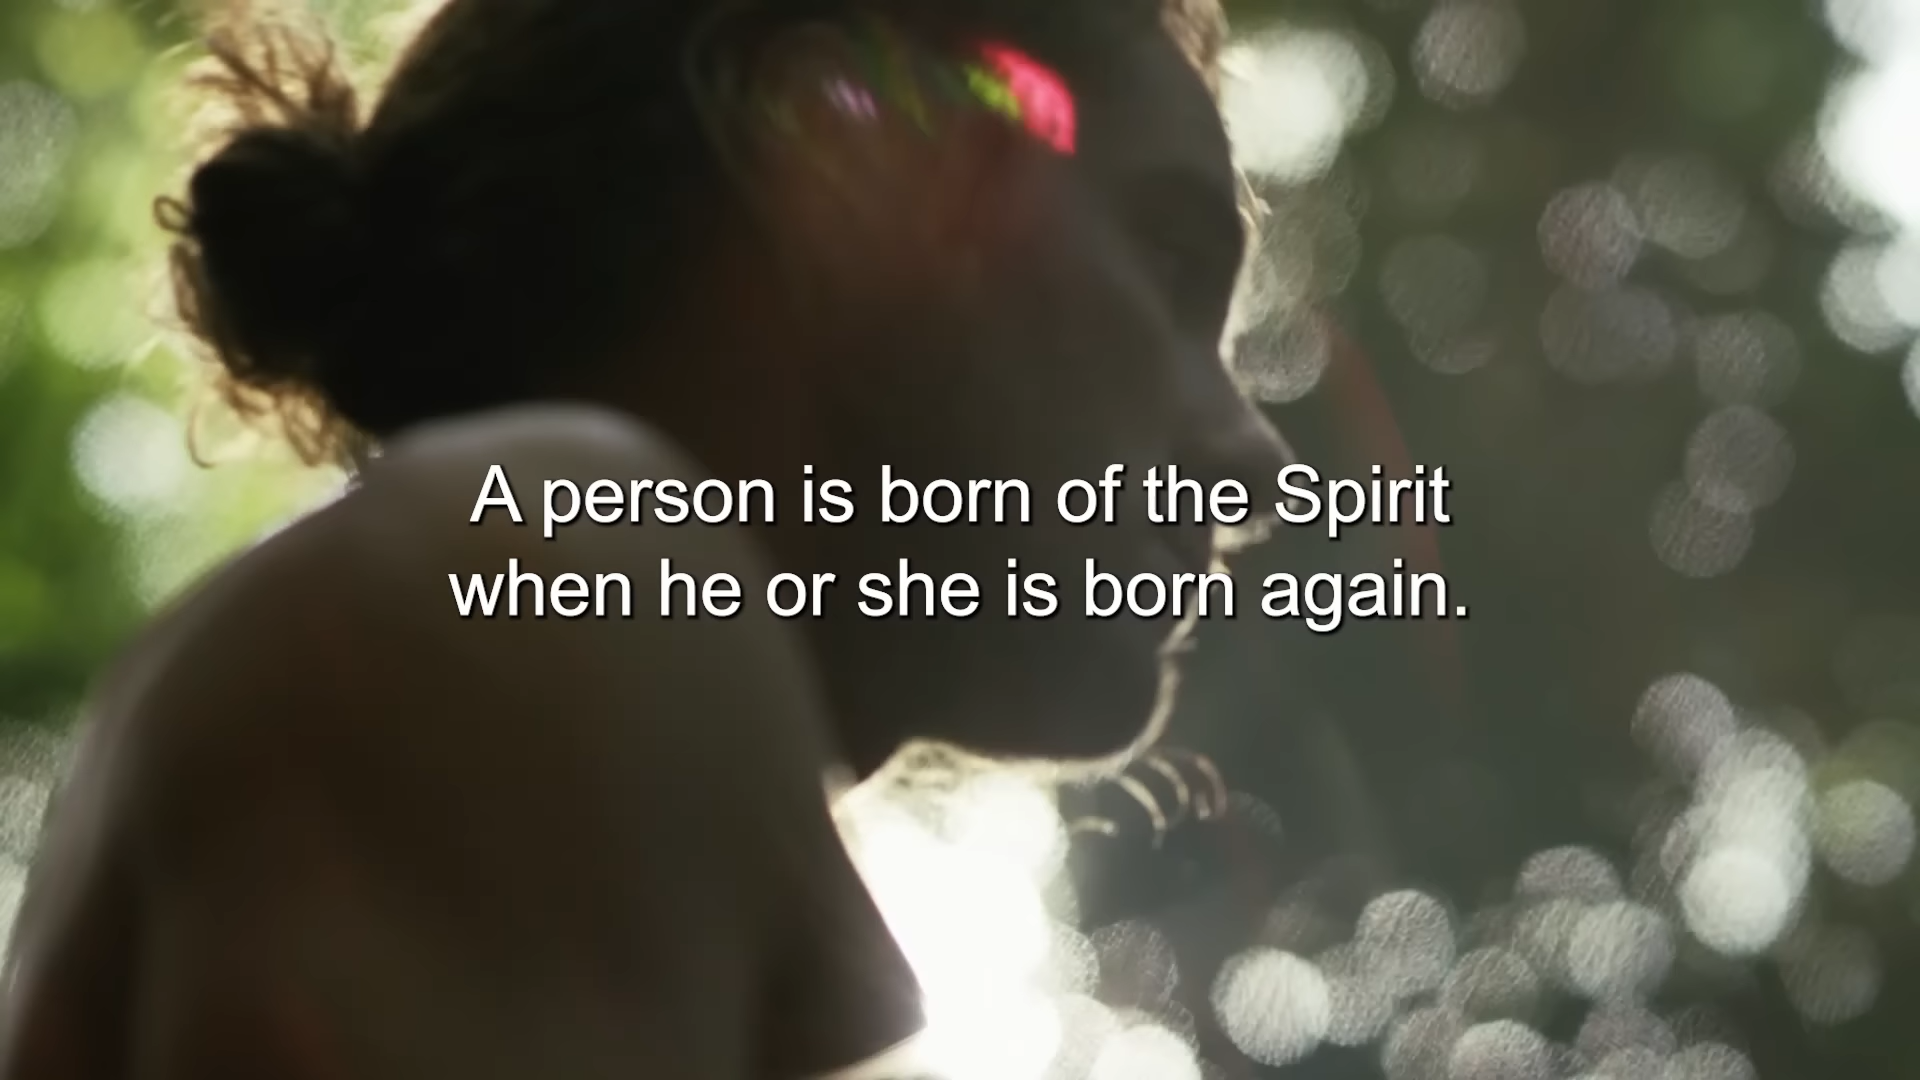 A person is born of the Spirit
when he or she is born again.